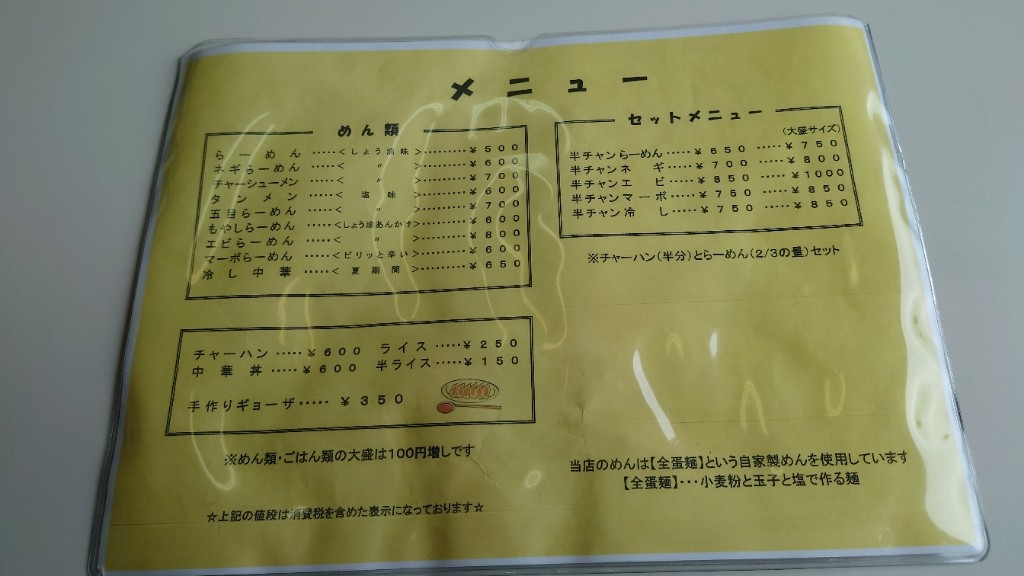 メニュー
めん類
らーめん・・・・・<しょう油味>・・・・・・・・・¥500
ネギらーめん・・・・・< 〃 >・・・・・・・・・¥600
チャーシューメン・・・・・< 〃 >・・・・・・・・・¥700
タンメン・・・・・< 塩味 >・・・・・・・・・¥600
五目らーめん・・・・・< 〃 >・・・・・・・・・¥700
もやしらーめん・・・・・<しょう油あんかけ>・・・・・・・・・¥600
エビらーめん・・・・・< 〃 >・・・・・・・・・¥800
マーボらーめん・・・・・<ピリッと辛い>・・・・・・・・・¥600
冷し中華・・・・・< 夏期間 >・・・・・・・・・¥650
チャーハン・・・・・¥600 ライス・・・・・¥250
中華丼・・・・・¥600 半ライス・・・・・¥150
手作りギョーザ・・・・・ ¥350
※めん類・ごはん類の大盛は100円増しです
☆上記の値段は消費税を含めた表示になっております☆
セットメニュー
(大盛サイズ)
半チャンらーめん・・・・・¥650 ・・・・・¥750
半チャンネギ・・・・・¥700 ・・・・・¥800
半チャンエビ・・・・・¥850 ・・・・・¥1000
半チャンマーボ・・・・・¥750 ・・・・・¥850
半チャン冷し・・・・・¥750 ・・・・・¥850
※チャーハン(半分)とらーめん(2/3の量)セット
当店のめんは【全蛋麺】という自家製めんを使用しています
【全蛋麺】・・・小麦粉と玉子と塩で作る麺